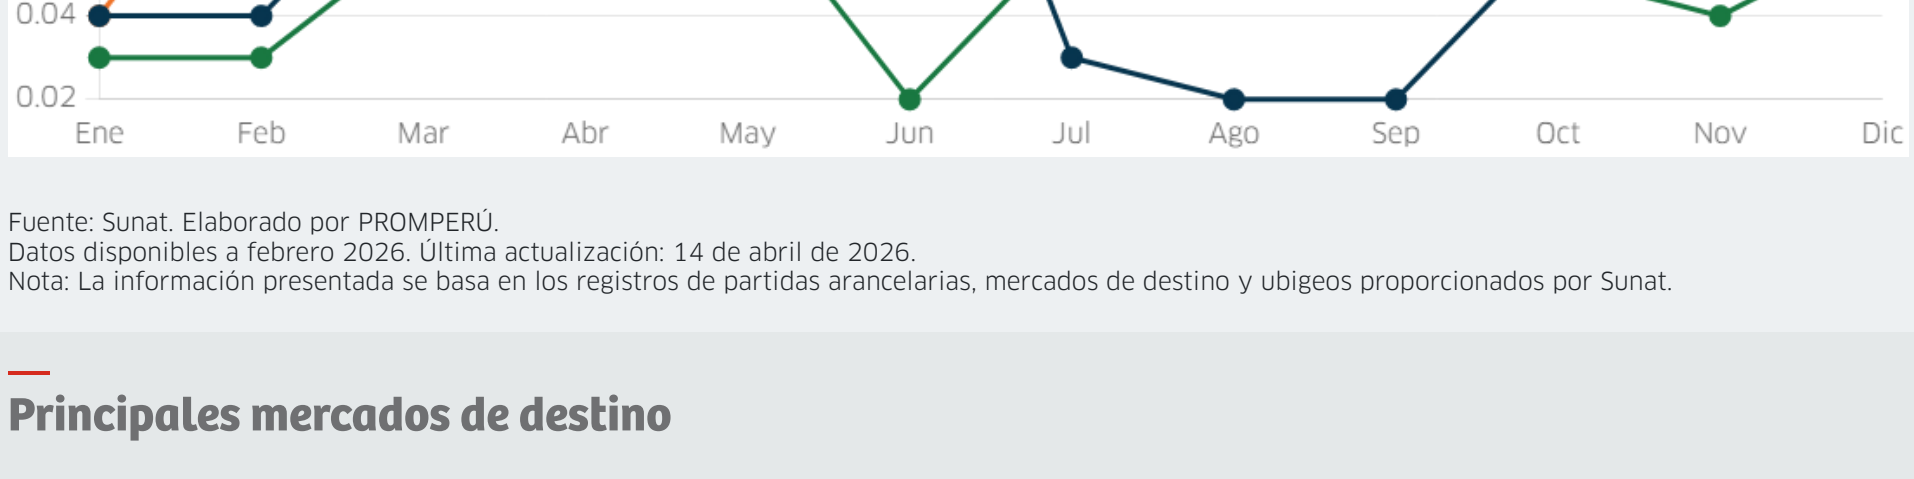 0.04
0.02
Ene Feb Mar Abr May Jun Jul Ago Sep Oct Nov Dic
Fuente: Sunat. Elaborado por PROMPERÚ.
Datos disponibles a febrero 2026. Última actualización: 14 de abril de 2026.
Nota: La información presentada se basa en los registros de partidas arancelarias, mercados de destino y ubigeos proporcionados por Sunat.
Principales mercados de destino